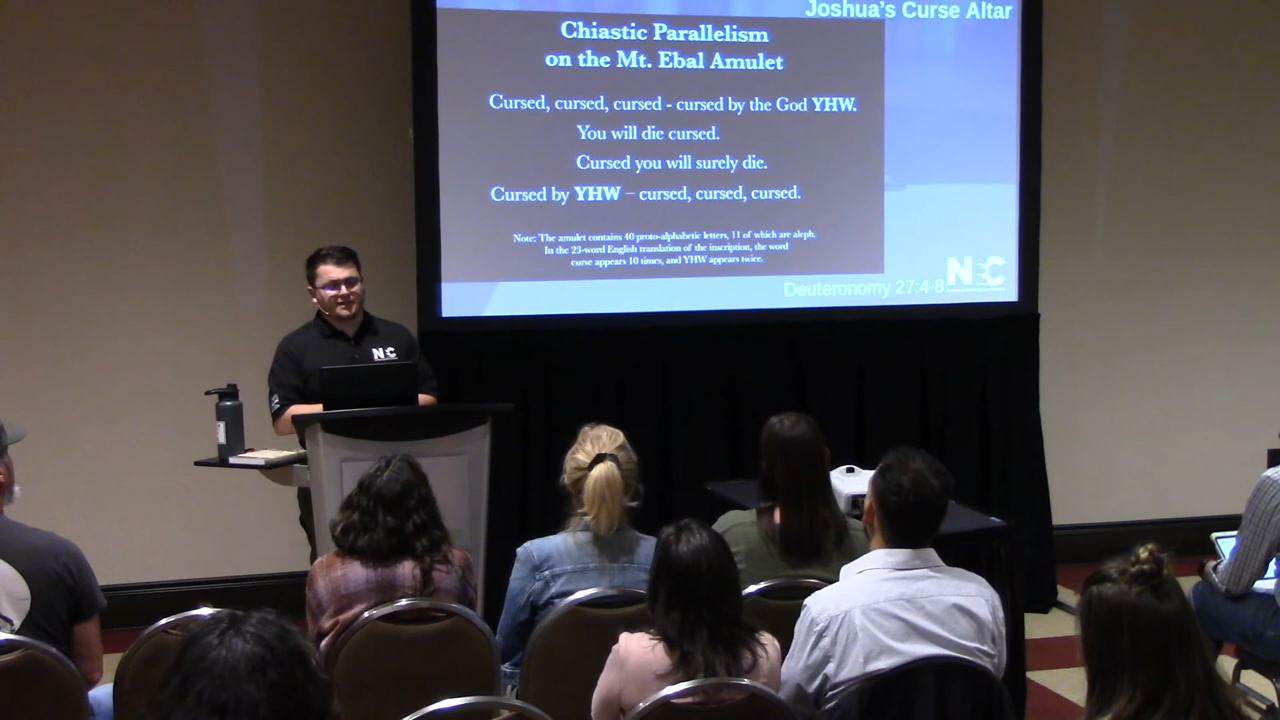 Joshua's Curse Altar
Chiastic Parallelism
on the Mt. Ebal Amulet
Cursed, cursed, cursed - cursed by the God YHW.
You will die cursed.
Cursed you will surely die.
Cursed by YHW – cursed, cursed, cursed.
Note: The amulet contains 40 proto-alphabetic letters, 11 of which are aleph.
In the 23-word English translation of the inscription, the word
curse appears 10 times, and YHW appears twice.
Deuteronomy 27:4-8